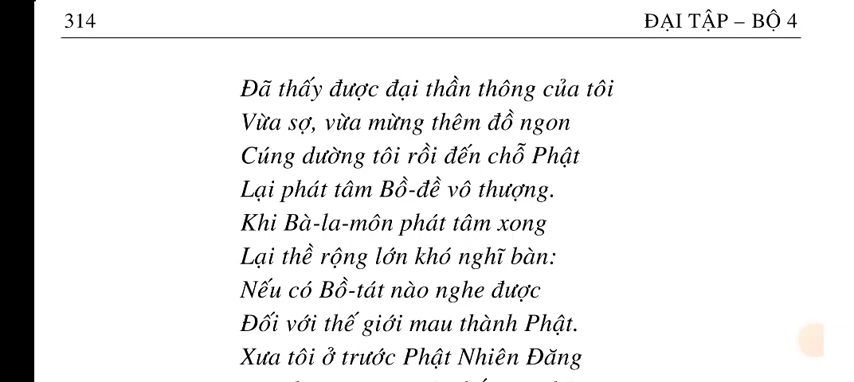 314 ĐẠI TẬP – BỘ 4
Đã thấy được đại thần thông của tôi
Vừa sợ, vừa mừng thêm đồ ngon
Cúng dường tôi rồi đến chỗ Phật
Lại phát tâm Bồ-đề vô thượng.
Khi Bà-la-môn phát tâm xong
Lại thề rộng lớn khó nghĩ bàn:
Nếu có Bồ-tát nào nghe được
Đối với thế giới mau thành Phật.
Xưa tôi ở trước Phật Nhiên Đăng